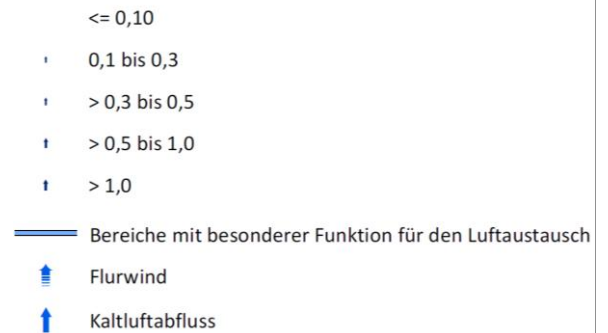 <= 0,10
0,1 bis 0,3
> 0,3 bis 0,5
> 0,5 bis 1,0
> 1,0
Bereiche mit besonderer Funktion für den Luftaustausch
Flurwind
Kaltluftabfluss